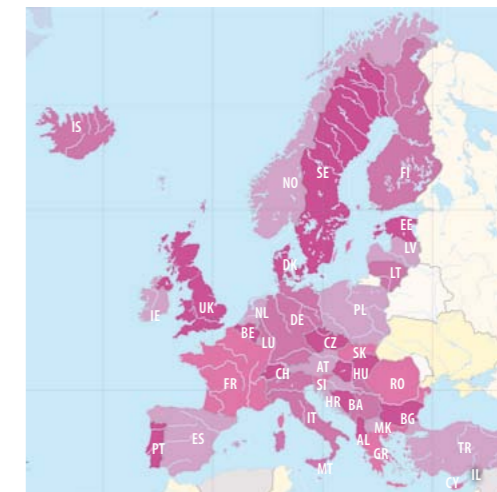 IS
NO
SE
FI
EE
LV
DK
LT
IE
UK
NL
PL
BE
DE
LU
CZ
SK
FR
CH
AT
HU
RO
SI
HR
BA
IT
BG
PT
ES
MK
AL
TR
GR
MT
CY
IL